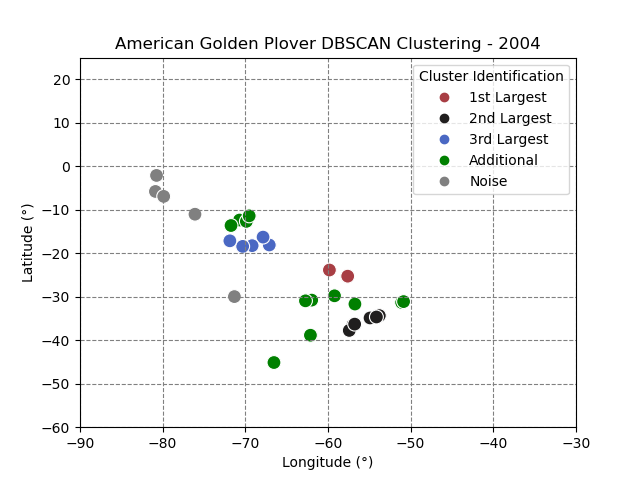 American Golden Plover DBSCAN Clustering - 2004
Cluster Identification
1st Largest
2nd Largest
3rd Largest
Additional
Noise
20
10
0
−10
−20
−30
−40
−50
−60
Latitude (°)
−90
−80
−70
−60
−50
−40
−30
Longitude (°)